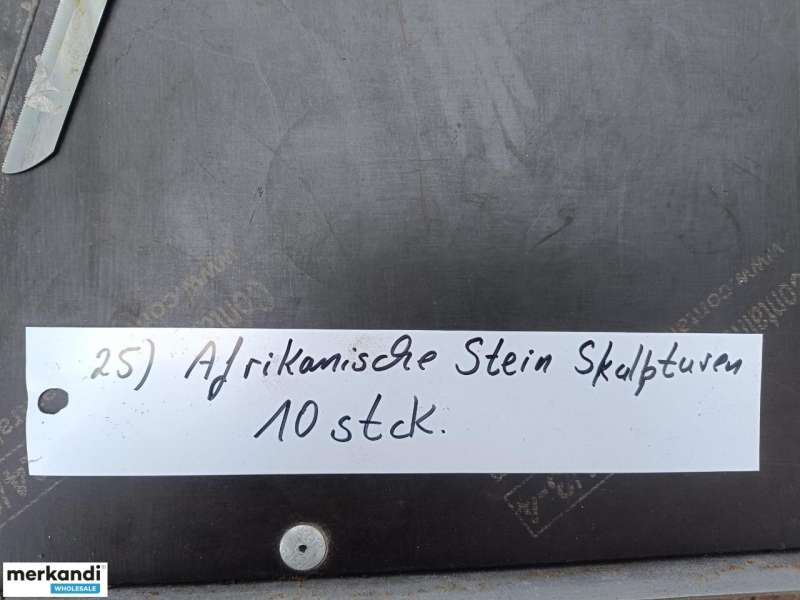 25) Afrikanische Stein Skulpturen
10 stck.
merkandi
WHOLESALE